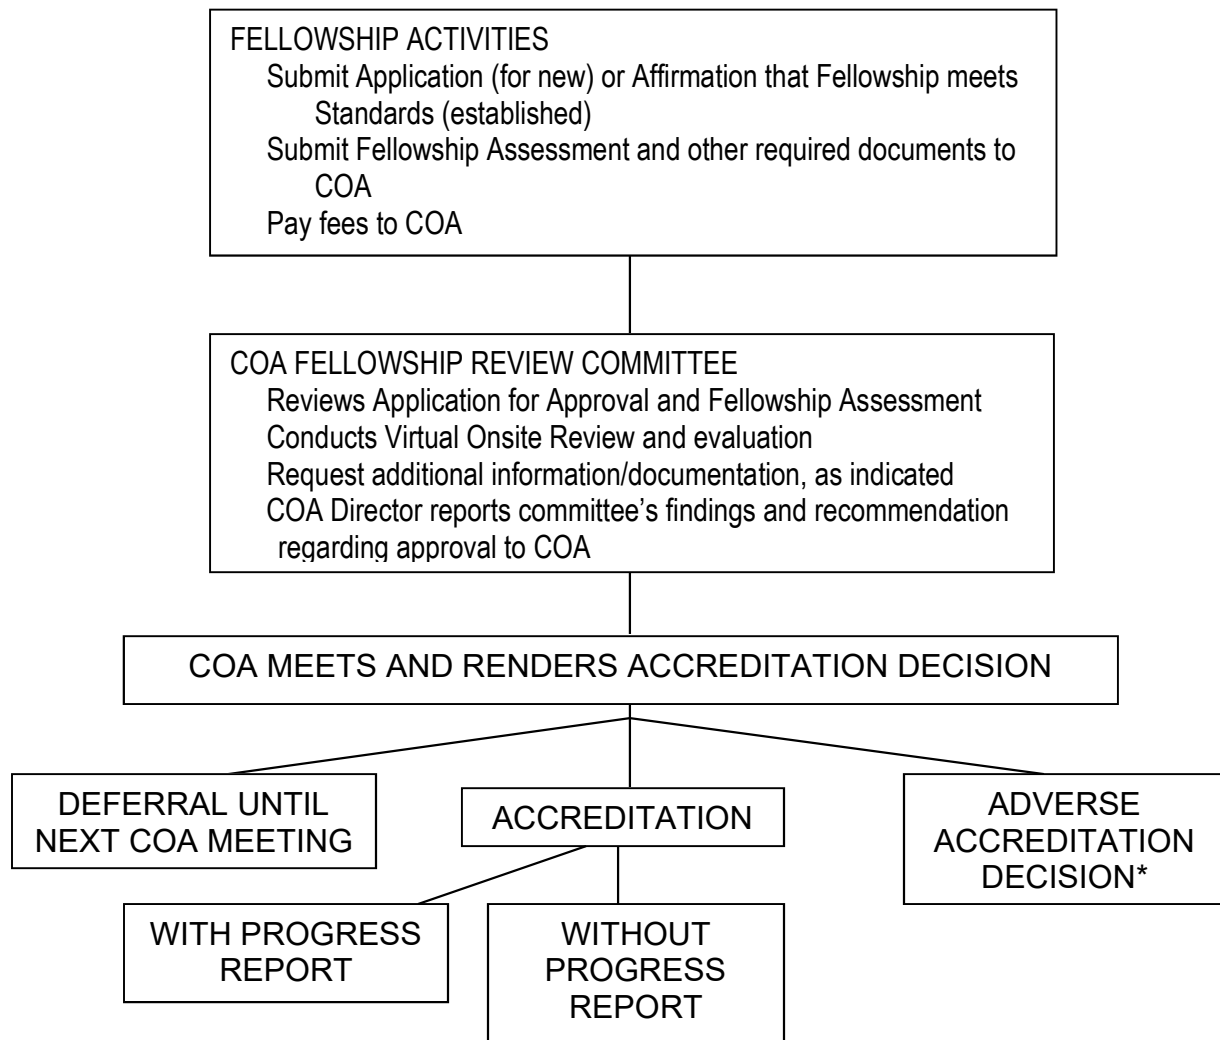 FELLOWSHIP ACTIVITIES
Submit Application (for new) or Affirmation that Fellowship meets
Standards (established)
Submit Fellowship Assessment and other required documents to
COA
Pay fees to COA
COA FELLOWSHIP REVIEW COMMITTEE
Reviews Application for Approval and Fellowship Assessment
Conducts Virtual Onsite Review and evaluation
Request additional information/documentation, as indicated
COA Director reports committee’s findings and recommendation
regarding approval to COA
COA MEETS AND RENDERS ACCREDITATION DECISION
DEFERRAL UNTIL
NEXT COA MEETING
ACCREDITATION
ADVERSE
ACCREDITATION
DECISION*
WITH PROGRESS
REPORT
WITHOUT
PROGRESS
REPORT